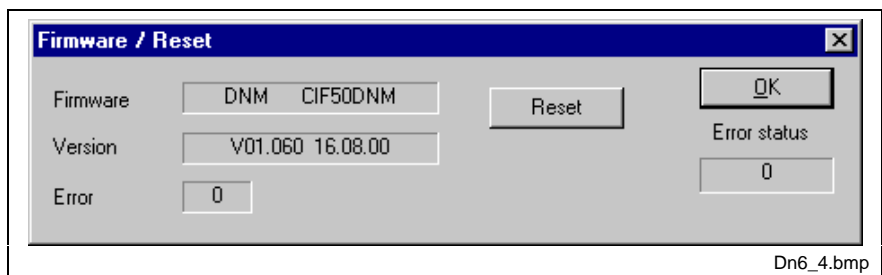 Firmware / Reset
Firmware
DNM CIF50DNM
Version
V01.060 16.08.00
Error
0
Reset
OK
Error status
0
Dn6_4.bmp